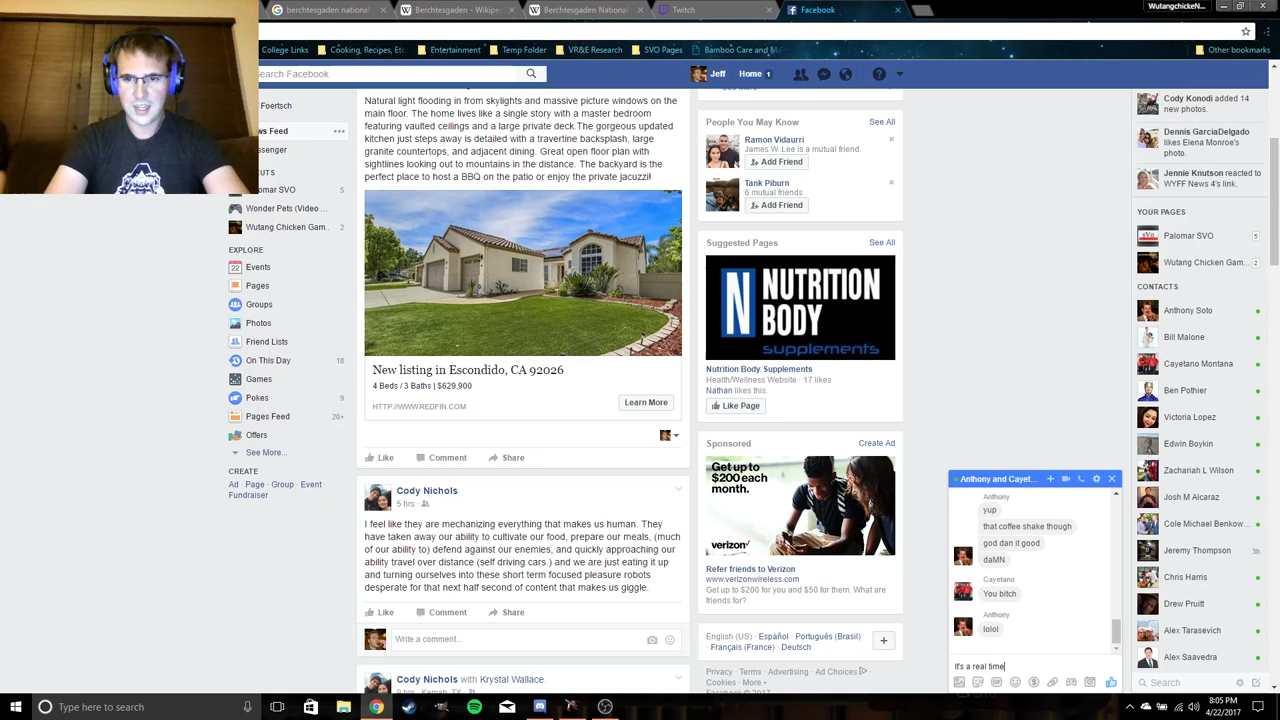 berchtesgaden national
Berchtesgaden - Wikipe
Berchtesgaden National
Twitch
Facebook
WutangchickeN...
College Links
Cooking, Recipes, Etc
Entertainment
Temp Folder
VR&E Research
SVO Pages
Bamboo Care and M
Other bookmarks
Search Facebook
Jeff
Home 1
Foertsch
ws Feed
ssenger
CUTS
Palomar SVO 5
Wonder Pets (Video ...
Wutang Chicken Gam.. 2
EXPLORE
22 Events
Pages
Groups
Photos
Friend Lists
On This Day 18
Games
Pokes 9
Pages Feed 20+
Offers
See More...
CREATE
Ad · Page · Group · Event ·
Fundraiser
Natural light flooding in from skylights and massive picture windows on the
main floor. The home lives like a single story with a master bedroom
featuring vaulted ceilings and a large private deck.The gorgeous updated
kitchen just steps away is detailed with a travertine backsplash, large
granite countertops, and adjacent dining. Great open floor plan with
sightlines looking out to mountains in the distance. The backyard is the
perfect place to host a BBQ on the patio or enjoy the private jacuzzi!
New listing in Escondido, CA 92026
4 Beds / 3 Baths | $629,900
HTTP://WWW.REDFIN.COM
Learn More
Like Comment Share
Cody Nichols
5 hrs ·
I feel like they are mechanizing everything that makes us human. They
have taken away our ability to cultivate our food, prepare our meals, (much
of our ability to) defend against our enemies, and quickly approaching our
ability travel over distance (self driving cars.) and we are just eating it up
and turning ourselves into these short term focused pleasure robots
desperate for that next half second of content that makes us giggle.
Like Comment Share
Write a comment...
Cody Nichols with Krystal Wallace.
9 hrs · Kemah, TX ·
See More
People You May Know See All
Ramon Vidaurri
James W. Lee is a mutual friend.
Add Friend
Tank Piburn
6 mutual friends
Add Friend
Suggested Pages See All
NUTRITION
BODY
supplements
Nutrition Body Supplements
Health/Wellness Website · 17 likes
Nathan likes this.
Like Page
Sponsored Create Ad
Get up to
$200 each
month.
verizon
Refer friends to Verizon
www.verizonwireless.com
Get up to $200 for you and $50 for them. What are
friends for?
English (US) · Español · Português (Brasil)
· Français (France) · Deutsch
Privacy · Terms · Advertising · Ad Choices
Cookies · More
Facebook © 2017
Anthony and Cayet...
Anthony
yup
that coffee shake though
god dan it good
daMN
Cayetano
You bitch
Anthony
lolol
It's a real time
Cody Konodi added 14
new photos.
Dennis GarciaDelgado
likes Elena Monroe's
photo.
Jennie Knutson reacted to
WYFF News 4's link.
YOUR PAGES
Palomar SVO 5
Wutang Chicken Gam... 2
CONTACTS
Anthony Soto
Bill Malone
Cayetano Montana
Ben Pothier
Victoria Lopez
Edwin Boykin
Zachariah L Wilson
Josh M Alcaraz
Cole Michael Benkow...
Jeremy Thompson 3h
Chris Harris
Drew Pruitt
Alex Tarasevich
Alex Saavedra
Search
Type here to search
8:05 PM
4/22/2017